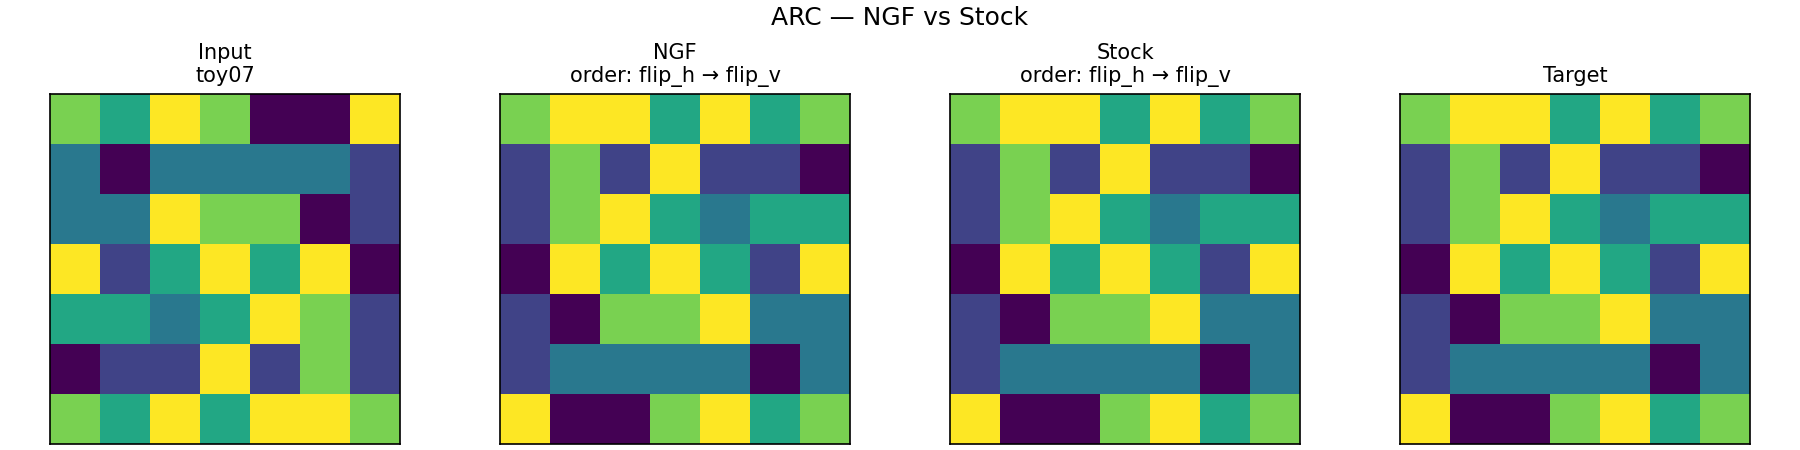 ARC — NGF vs Stock
Input
toy07
NGF
order: flip_h → flip_v
Stock
order: flip_h → flip_v
Target